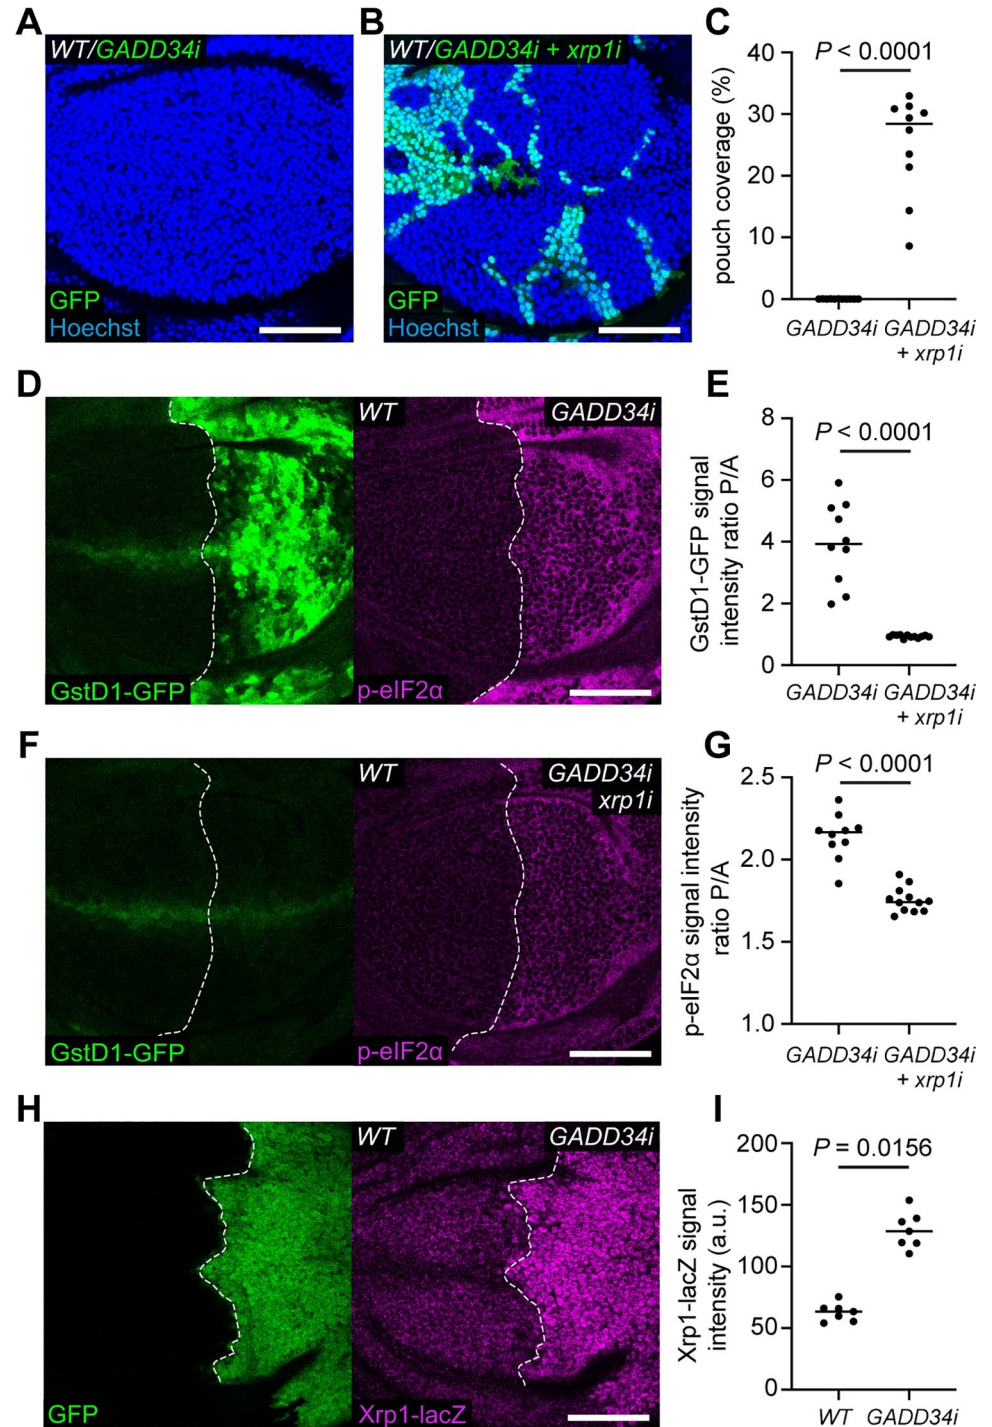 A
WT/GADD34i
GFP
Hoechst
B
WT/GADD34i + xrp1i
GFP
Hoechst
C
P < 0.0001
pouch coverage (%)
40
30
20
10
0
GADD34i
GADD34i
+ xrp1i
D
WT
GADD34i
GstD1-GFP
p-eIF2α
E
P < 0.0001
GstD1-GFP signal
intensity ratio P/A
8
6
4
2
0
GADD34i
GADD34i
+ xrp1i
F
WT
GADD34i
xrp1i
GstD1-GFP
p-eIF2α
G
P < 0.0001
p-eIF2α signal intensity
ratio P/A
2.5
2.0
1.5
1.0
GADD34i
GADD34i
+ xrp1i
H
WT
GADD34i
GFP
Xrp1-lacZ
I
P = 0.0156
Xrp1-lacZ signal
intensity (a.u.)
200
150
100
50
0
WT
GADD34i